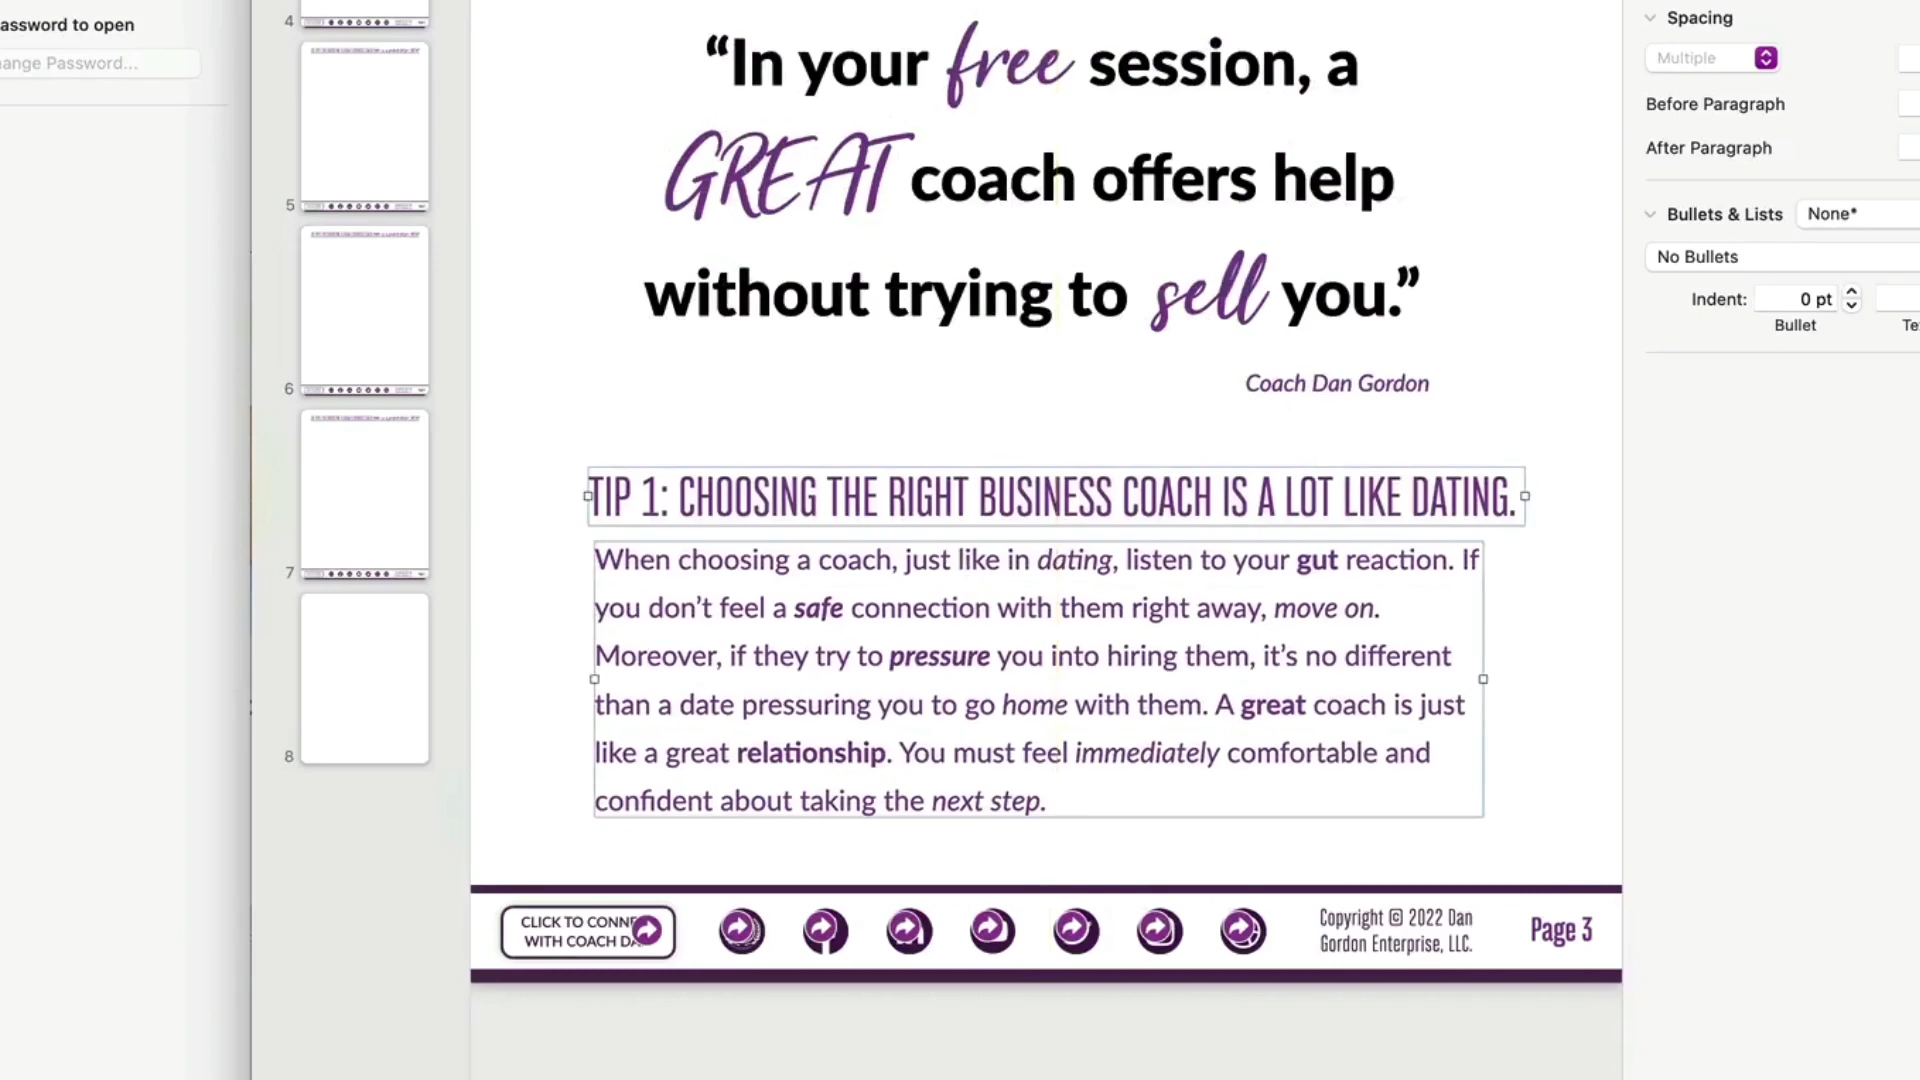 assword to open
ange Password...
4
5
6
7
8
“In your free session, a
GREAT coach offers help
without trying to sell you.”
Coach Dan Gordon
TIP 1: CHOOSING THE RIGHT BUSINESS COACH IS A LOT LIKE DATING.
When choosing a coach, just like in dating, listen to your gut reaction. If
you don’t feel a safe connection with them right away, move on.
Moreover, if they try to pressure you into hiring them, it’s no different
than a date pressuring you to go home with them. A great coach is just
like a great relationship. You must feel immediately comfortable and
confident about taking the next step.
CLICK TO CONNE
WITH COACH DA
Copyright © 2022 Dan
Gordon Enterprise, LLC.
Page 3
Spacing
Multiple
Before Paragraph
After Paragraph
Bullets & Lists
None*
No Bullets
Indent:
0 pt
Bullet
Te